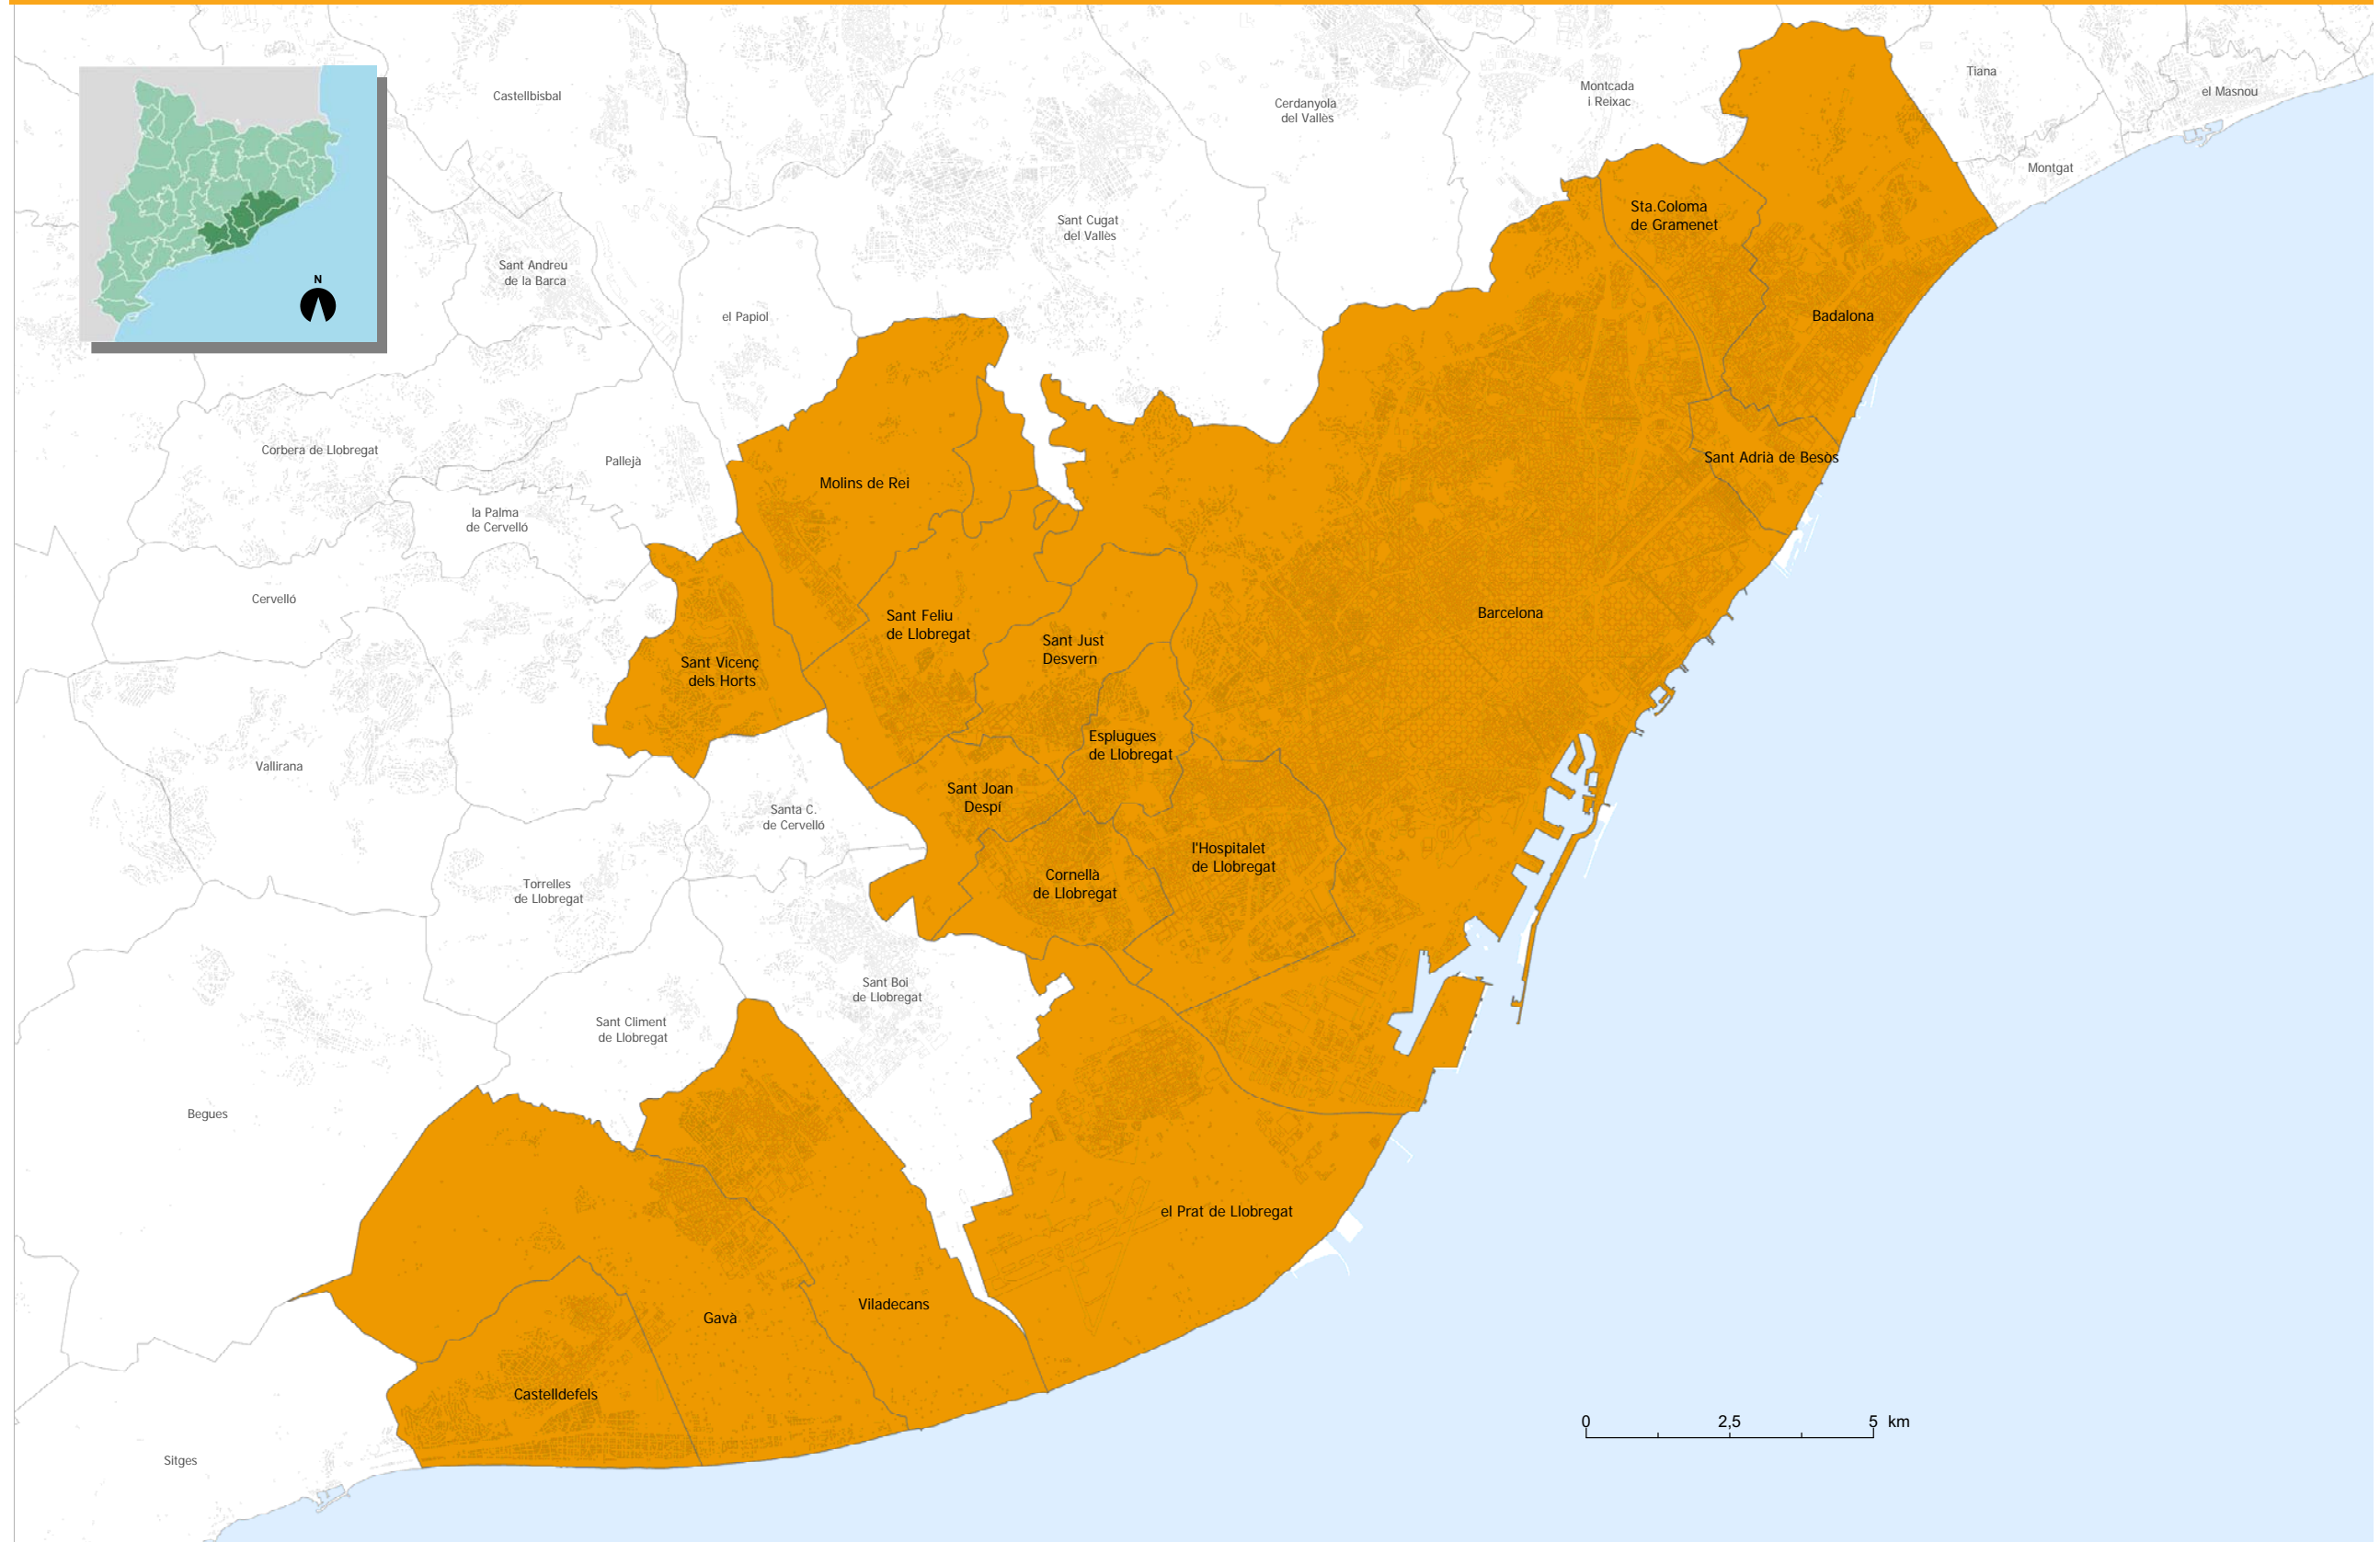 Tiana
Montcada
i Reixac
el Masnou
Castellbisbal
Cerdanyola
del Vallès
Montgat
Sta.Coloma
de Gramenet
Sant Cugat
del Vallès
Sant Andreu
de la Barca
N
el Papiol
Badalona
Corbera de Llobregat
Pallejà
Sant Adrià de Besòs
Molins de Rei
la Palma
de Cervelló
Cervelló
Barcelona
Sant Feliu
de Llobregat
Sant Just
Desvern
Sant Vicenç
dels Horts
Esplugues
de Llobregat
Vallirana
Sant Joan
Despí
Santa C.
de Cervelló
l'Hospitalet
de Llobregat
Cornellà
de Llobregat
Torrelles
de Llobregat
Sant Boi
de Llobregat
Sant Climent
de Llobregat
Begues
el Prat de Llobregat
Viladecans
Gavà
Castelldefels
0 2,5 5 km
Sitges